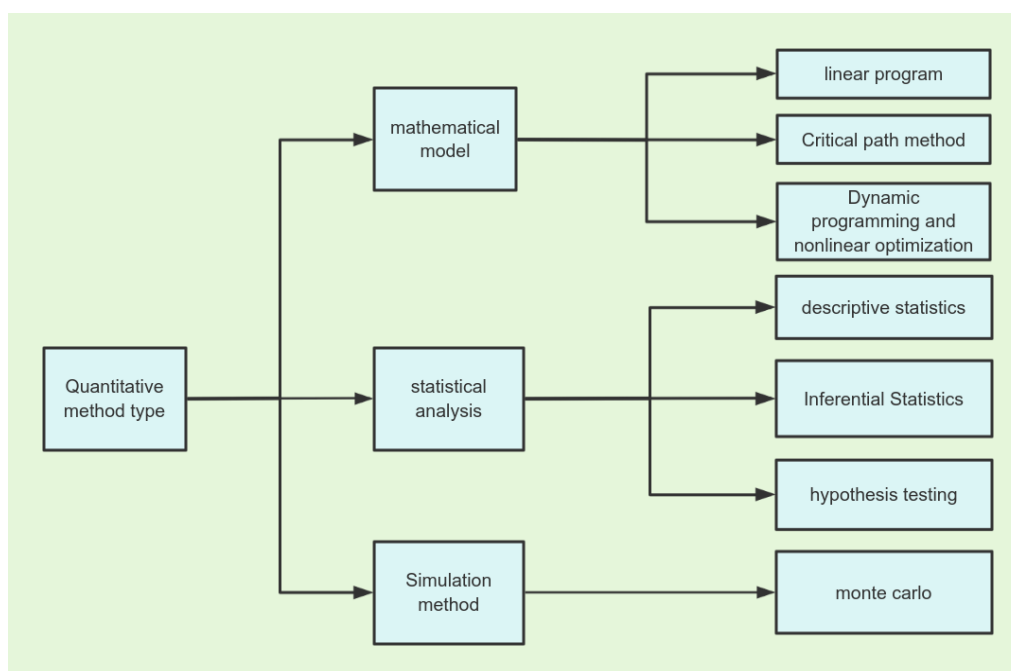 linear program
mathematical
model
Critical path method
Dynamic
programming and
nonlinear optimization
descriptive statistics
Quantitative
method type
statistical
analysis
Inferential Statistics
hypothesis testing
Simulation
method
monte carlo